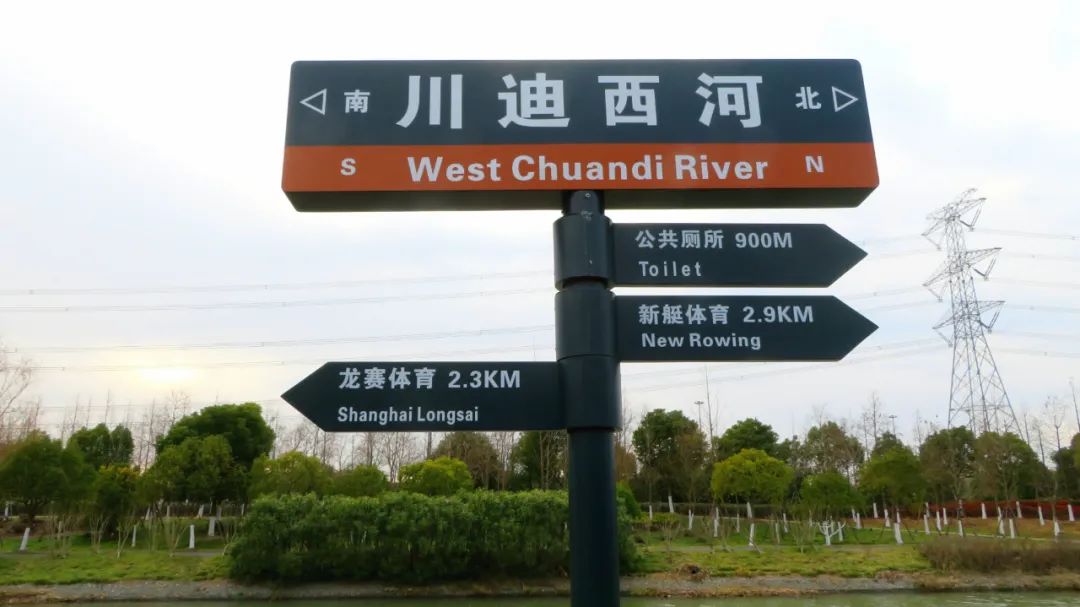 南 川迪西河 北
S West Chuandi River N
公共厕所 900M
Toilet
新艇体育 2.9KM
New Rowing
龙赛体育 2.3KM
Shanghai Longsai